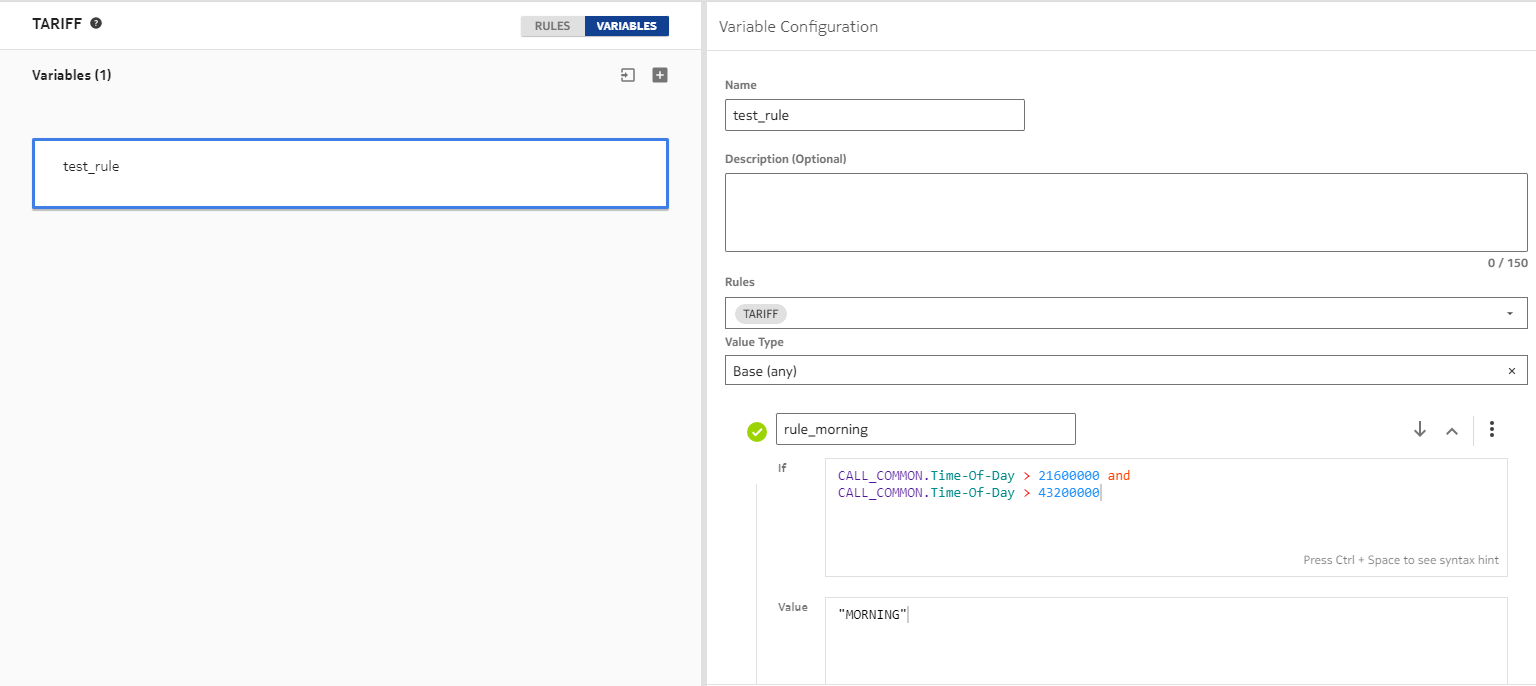 TARIFF ?
RULES VARIABLES
Variables (1)
test_rule
Variable Configuration
Name
test_rule
Description (Optional)
0 / 150
Rules
TARIFF
Value Type
Base (any)
rule_morning
If
CALL_COMMON.Time-Of-Day > 21600000 and
CALL_COMMON.Time-Of-Day > 43200000
Press Ctrl + Space to see syntax hint
Value
"MORNING"